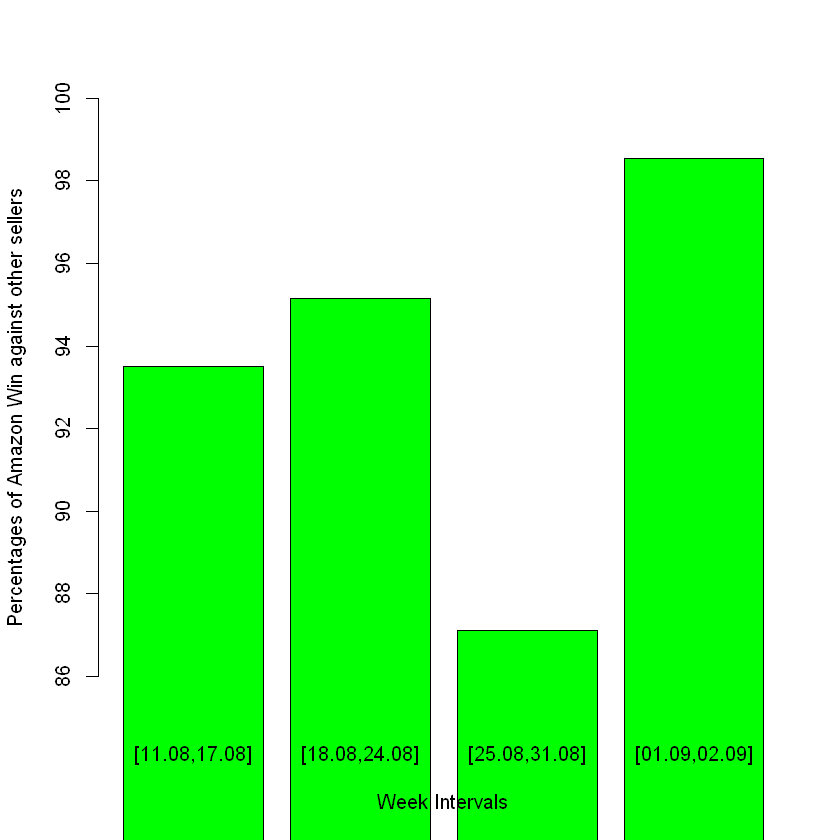 Percentages of Amazon Win against other sellers
100
98
96
94
92
90
88
86
[11.08,17.08] [18.08,24.08] [25.08,31.08] [01.09,02.09]
Week Intervals